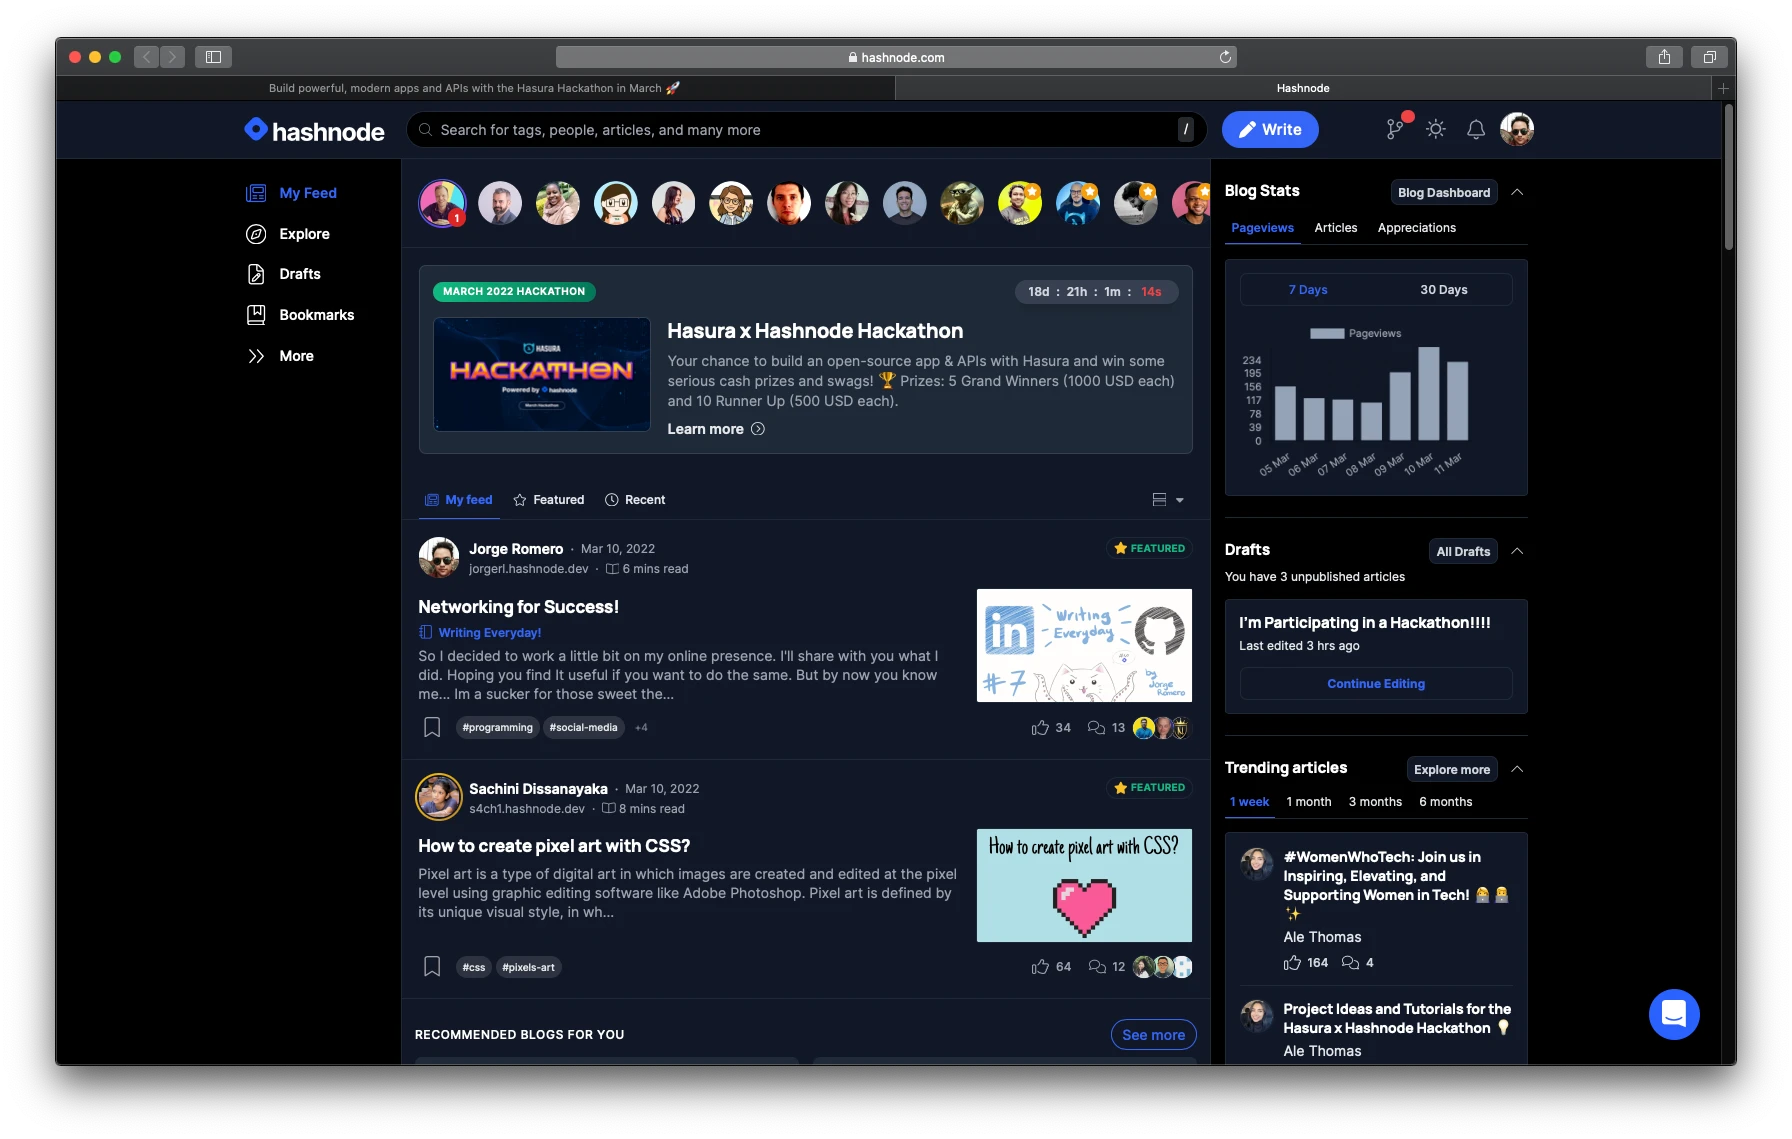 hashnode.com
Build powerful, modern apps and APIs with the Hasura Hackathon in March 🚀
Hashnode
hashnode
Search for tags, people, articles, and many more
/
Write
My Feed
Explore
Drafts
Bookmarks
More
1
MARCH 2022 HACKATHON
18d : 21h : 1m : 14s
HASURA
HACKATHON
Powered by hashnode
March Hackathon
Hasura x Hashnode Hackathon
Your chance to build an open-source app & APIs with Hasura and win some
serious cash prizes and swags! 🏆 Prizes: 5 Grand Winners (1000 USD each)
and 10 Runner Up (500 USD each).
Learn more
My feed
Featured
Recent
Jorge Romero · Mar 10, 2022
FEATURED
jorgerl.hashnode.dev · 6 mins read
Networking for Success!
Writing Everyday!
So I decided to work a little bit on my online presence. I'll share with you what I
did. Hoping you find It useful if you want to do the same. But by now you know
me... Im a sucker for those sweet the...
in
Writing
Everyday
#7
by
Jorge
Romero
#programming
#social-media
+4
34
13
Sachini Dissanayaka · Mar 10, 2022
FEATURED
s4ch1.hashnode.dev · 8 mins read
How to create pixel art with CSS?
Pixel art is a type of digital art in which images are created and edited at the pixel
level using graphic editing software like Adobe Photoshop. Pixel art is defined by
its unique visual style, in wh...
How to create pixel art with CSS?
#css
#pixels-art
64
12
RECOMMENDED BLOGS FOR YOU
See more
Blog Stats
Blog Dashboard
Pageviews
Articles
Appreciations
7 Days
30 Days
Pageviews
234
195
156
117
78
39
0
05 Mar
06 Mar
07 Mar
08 Mar
09 Mar
10 Mar
11 Mar
Drafts
All Drafts
You have 3 unpublished articles
I'm Participating in a Hackathon!!!!
Last edited 3 hrs ago
Continue Editing
Trending articles
Explore more
1 week
1 month
3 months
6 months
#WomenWhoTech: Join us in
Inspiring, Elevating, and
Supporting Women in Tech! 👩‍💻 👩‍💻
✨
Ale Thomas
164
4
Project Ideas and Tutorials for the
Hasura x Hashnode Hackathon 💡
Ale Thomas